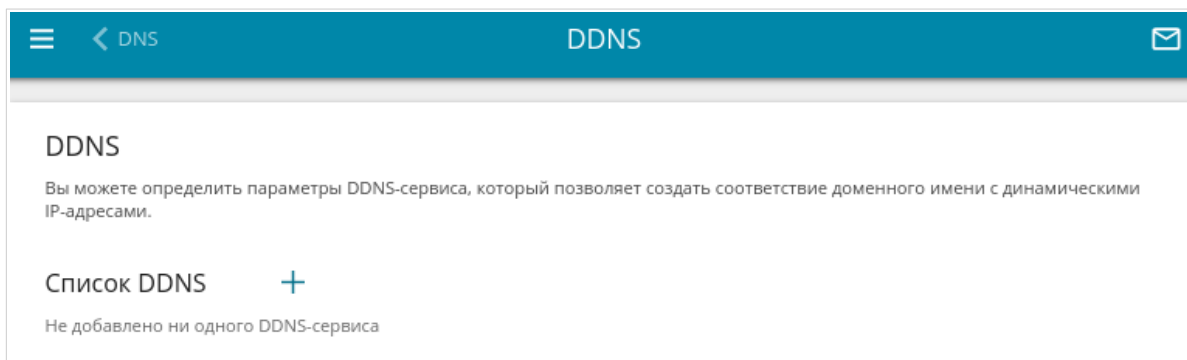 DNS
DDNS
DDNS
Вы можете определить параметры DDNS-сервиса, который позволяет создать соответствие доменного имени с динамическими
IP-адресами.
Список DDNS
Не добавлено ни одного DDNS-сервиса